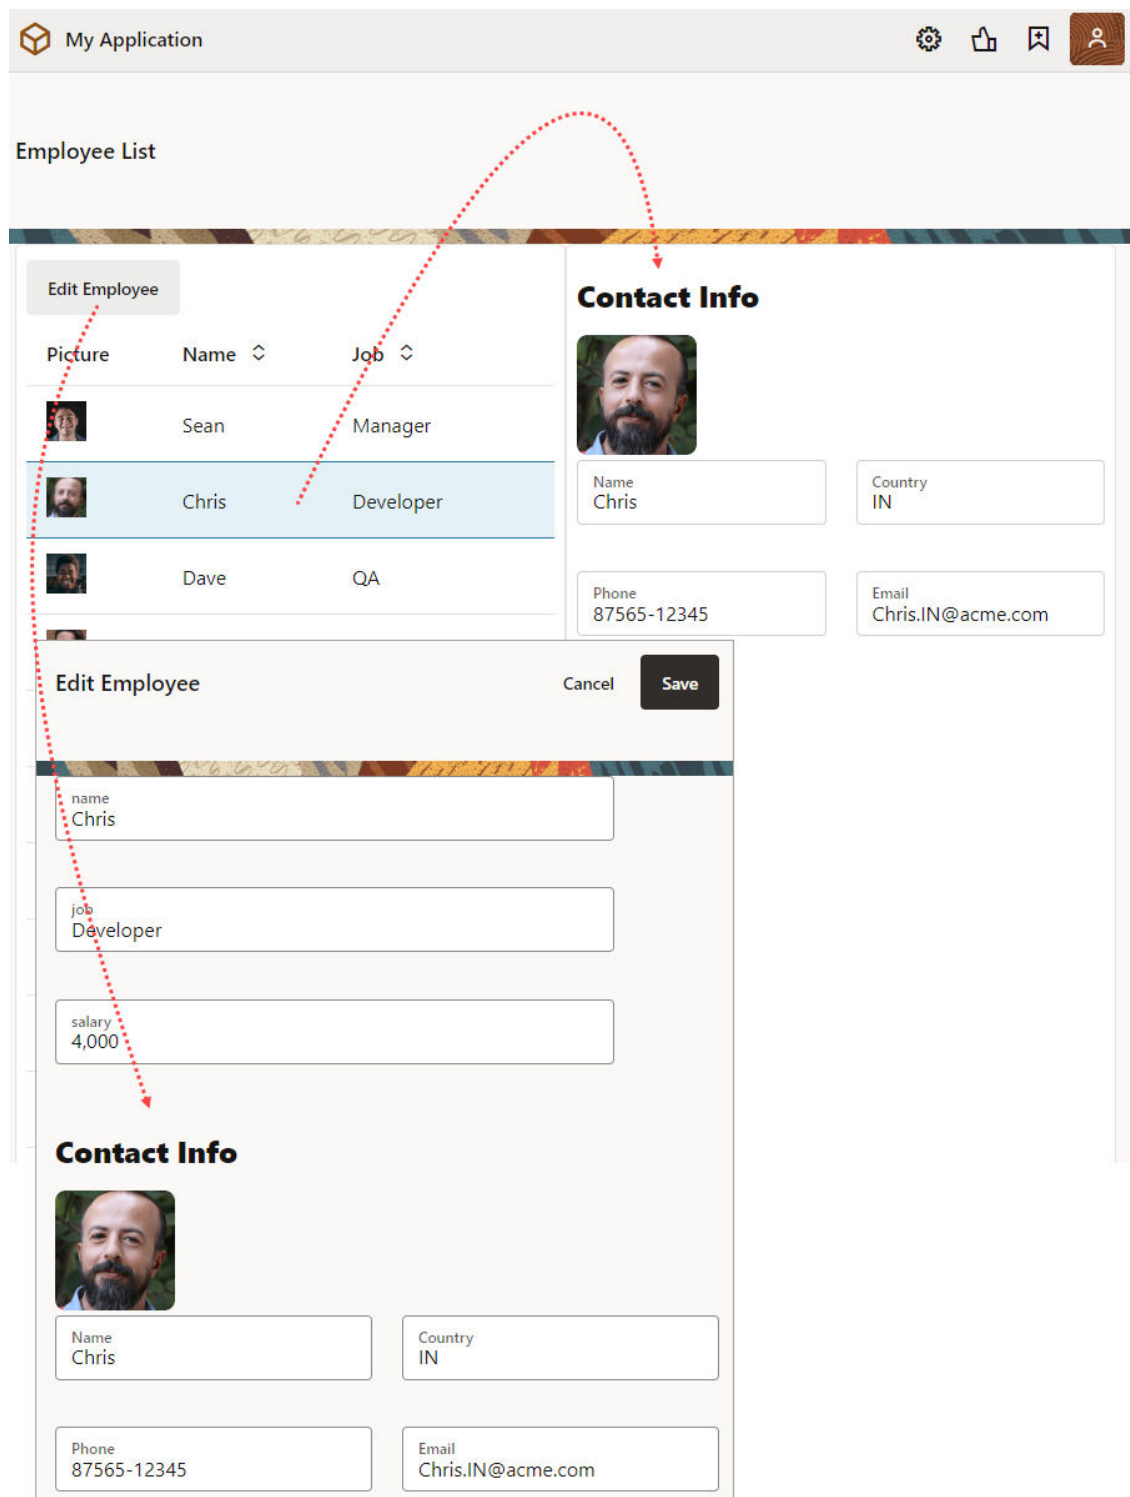 My Application
Employee List
Edit Employee
Contact Info
Picture Name Job
Sean Manager
Chris Developer
Name
Chris
Country
IN
Dave QA
Phone
87565-12345
Email
Chris.IN@acme.com
Edit Employee Cancel Save
name
Chris
job
Developer
salary
4,000
Contact Info
Name
Chris
Country
IN
Phone
87565-12345
Email
Chris.IN@acme.com